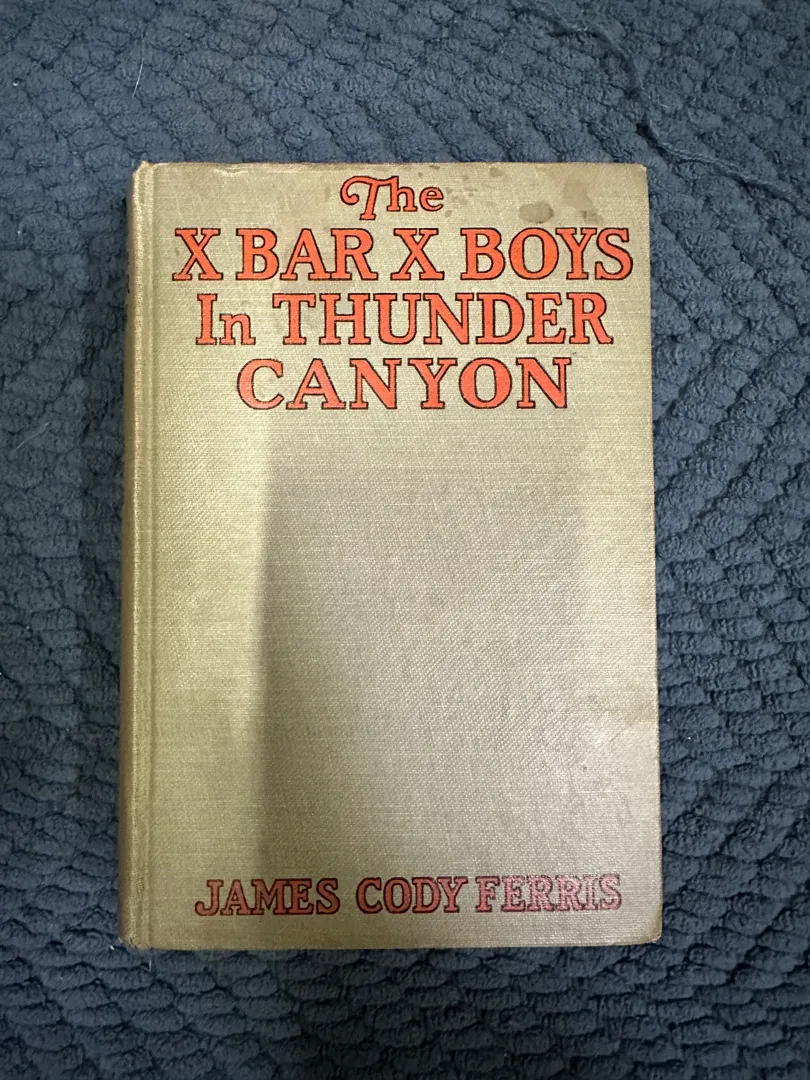 The
X BAR X BOYS
In THUNDER
CANYON
JAMES CODY FERRIS